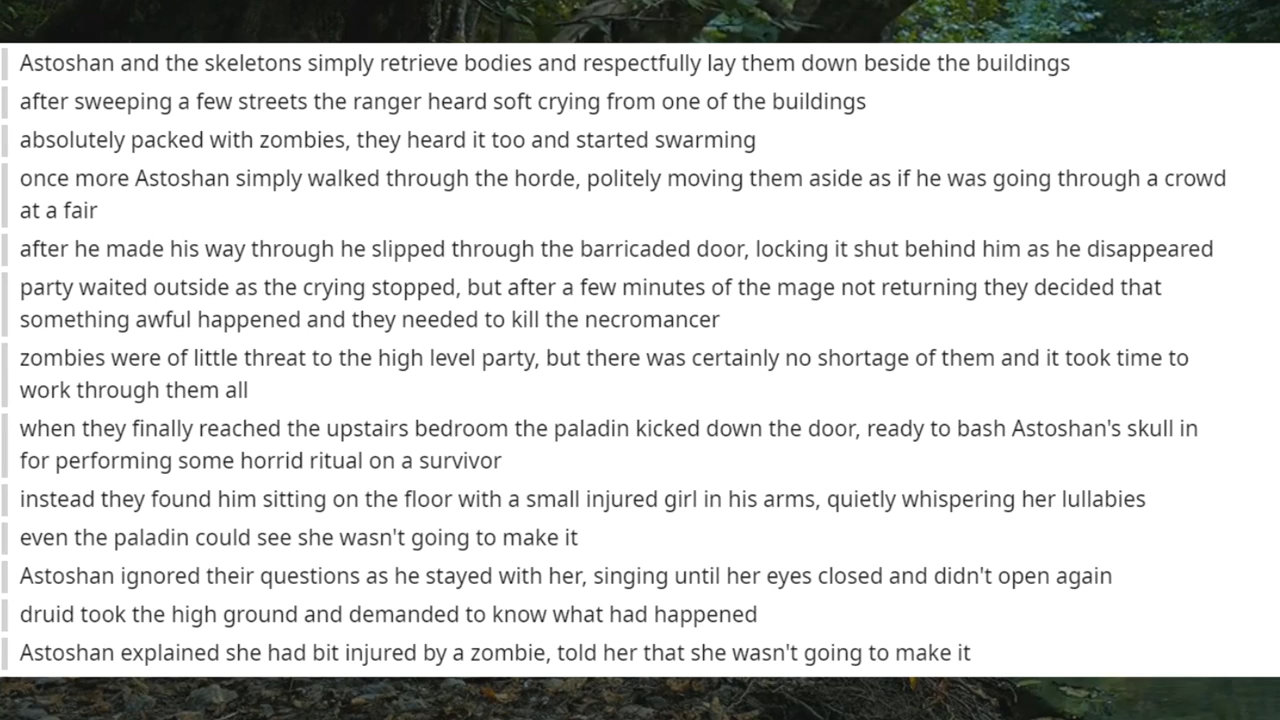 Astoshan and the skeletons simply retrieve bodies and respectfully lay them down beside the buildings
after sweeping a few streets the ranger heard soft crying from one of the buildings
absolutely packed with zombies, they heard it too and started swarming
once more Astoshan simply walked through the horde, politely moving them aside as if he was going through a crowd
at a fair
after he made his way through he slipped through the barricaded door, locking it shut behind him as he disappeared
party waited outside as the crying stopped, but after a few minutes of the mage not returning they decided that
something awful happened and they needed to kill the necromancer
zombies were of little threat to the high level party, but there was certainly no shortage of them and it took time to
work through them all
when they finally reached the upstairs bedroom the paladin kicked down the door, ready to bash Astoshan's skull in
for performing some horrid ritual on a survivor
instead they found him sitting on the floor with a small injured girl in his arms, quietly whispering her lullabies
even the paladin could see she wasn't going to make it
Astoshan ignored their questions as he stayed with her, singing until her eyes closed and didn't open again
druid took the high ground and demanded to know what had happened
Astoshan explained she had bit injured by a zombie, told her that she wasn't going to make it